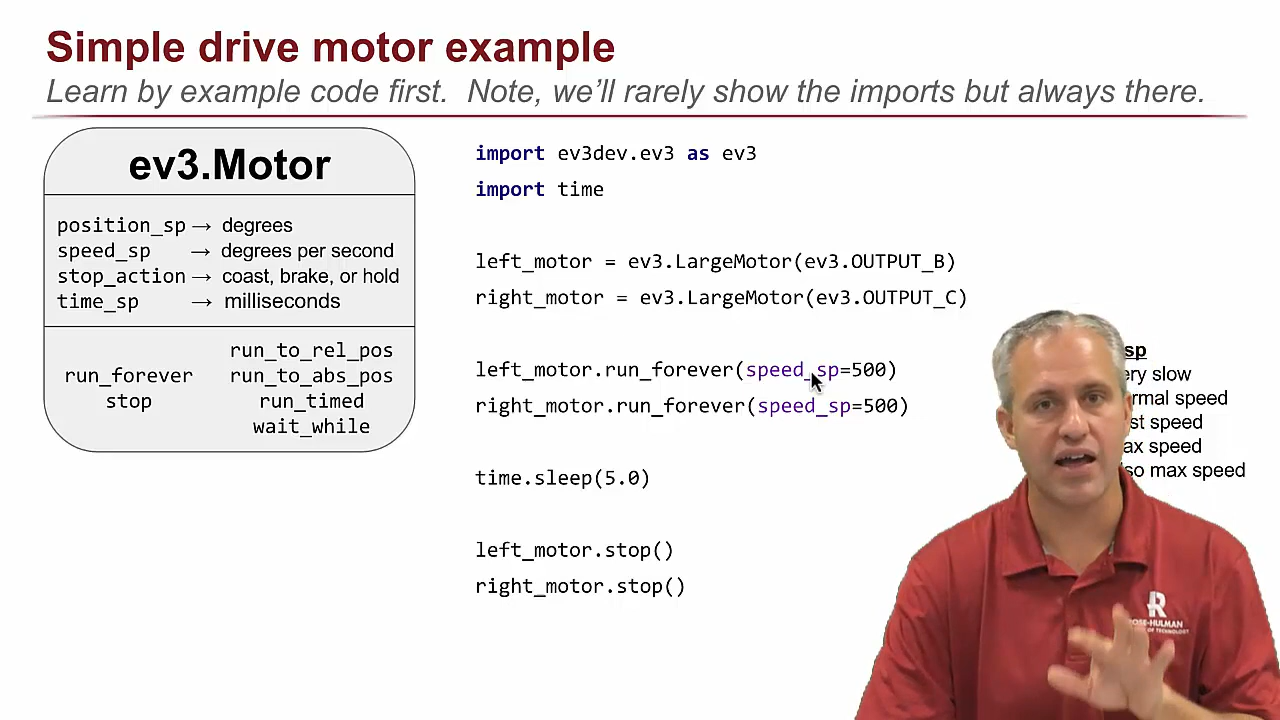 Simple drive motor example
Learn by example code first. Note, we'll rarely show the imports but always there.
ev3.Motor
position_sp → degrees
speed_sp → degrees per second
stop_action → coast, brake, or hold
time_sp → milliseconds
run_forever
stop
run_to_rel_pos
run_to_abs_pos
run_timed
wait_while
import ev3dev.ev3 as ev3
import time
left_motor = ev3.LargeMotor(ev3.OUTPUT_B)
right_motor = ev3.LargeMotor(ev3.OUTPUT_C)
left_motor.run_forever(speed_sp=500)
right_motor.run_forever(speed_sp=500)
time.sleep(5.0)
left_motor.stop()
right_motor.stop()
sp
slow
speed
speed
speed
max speed